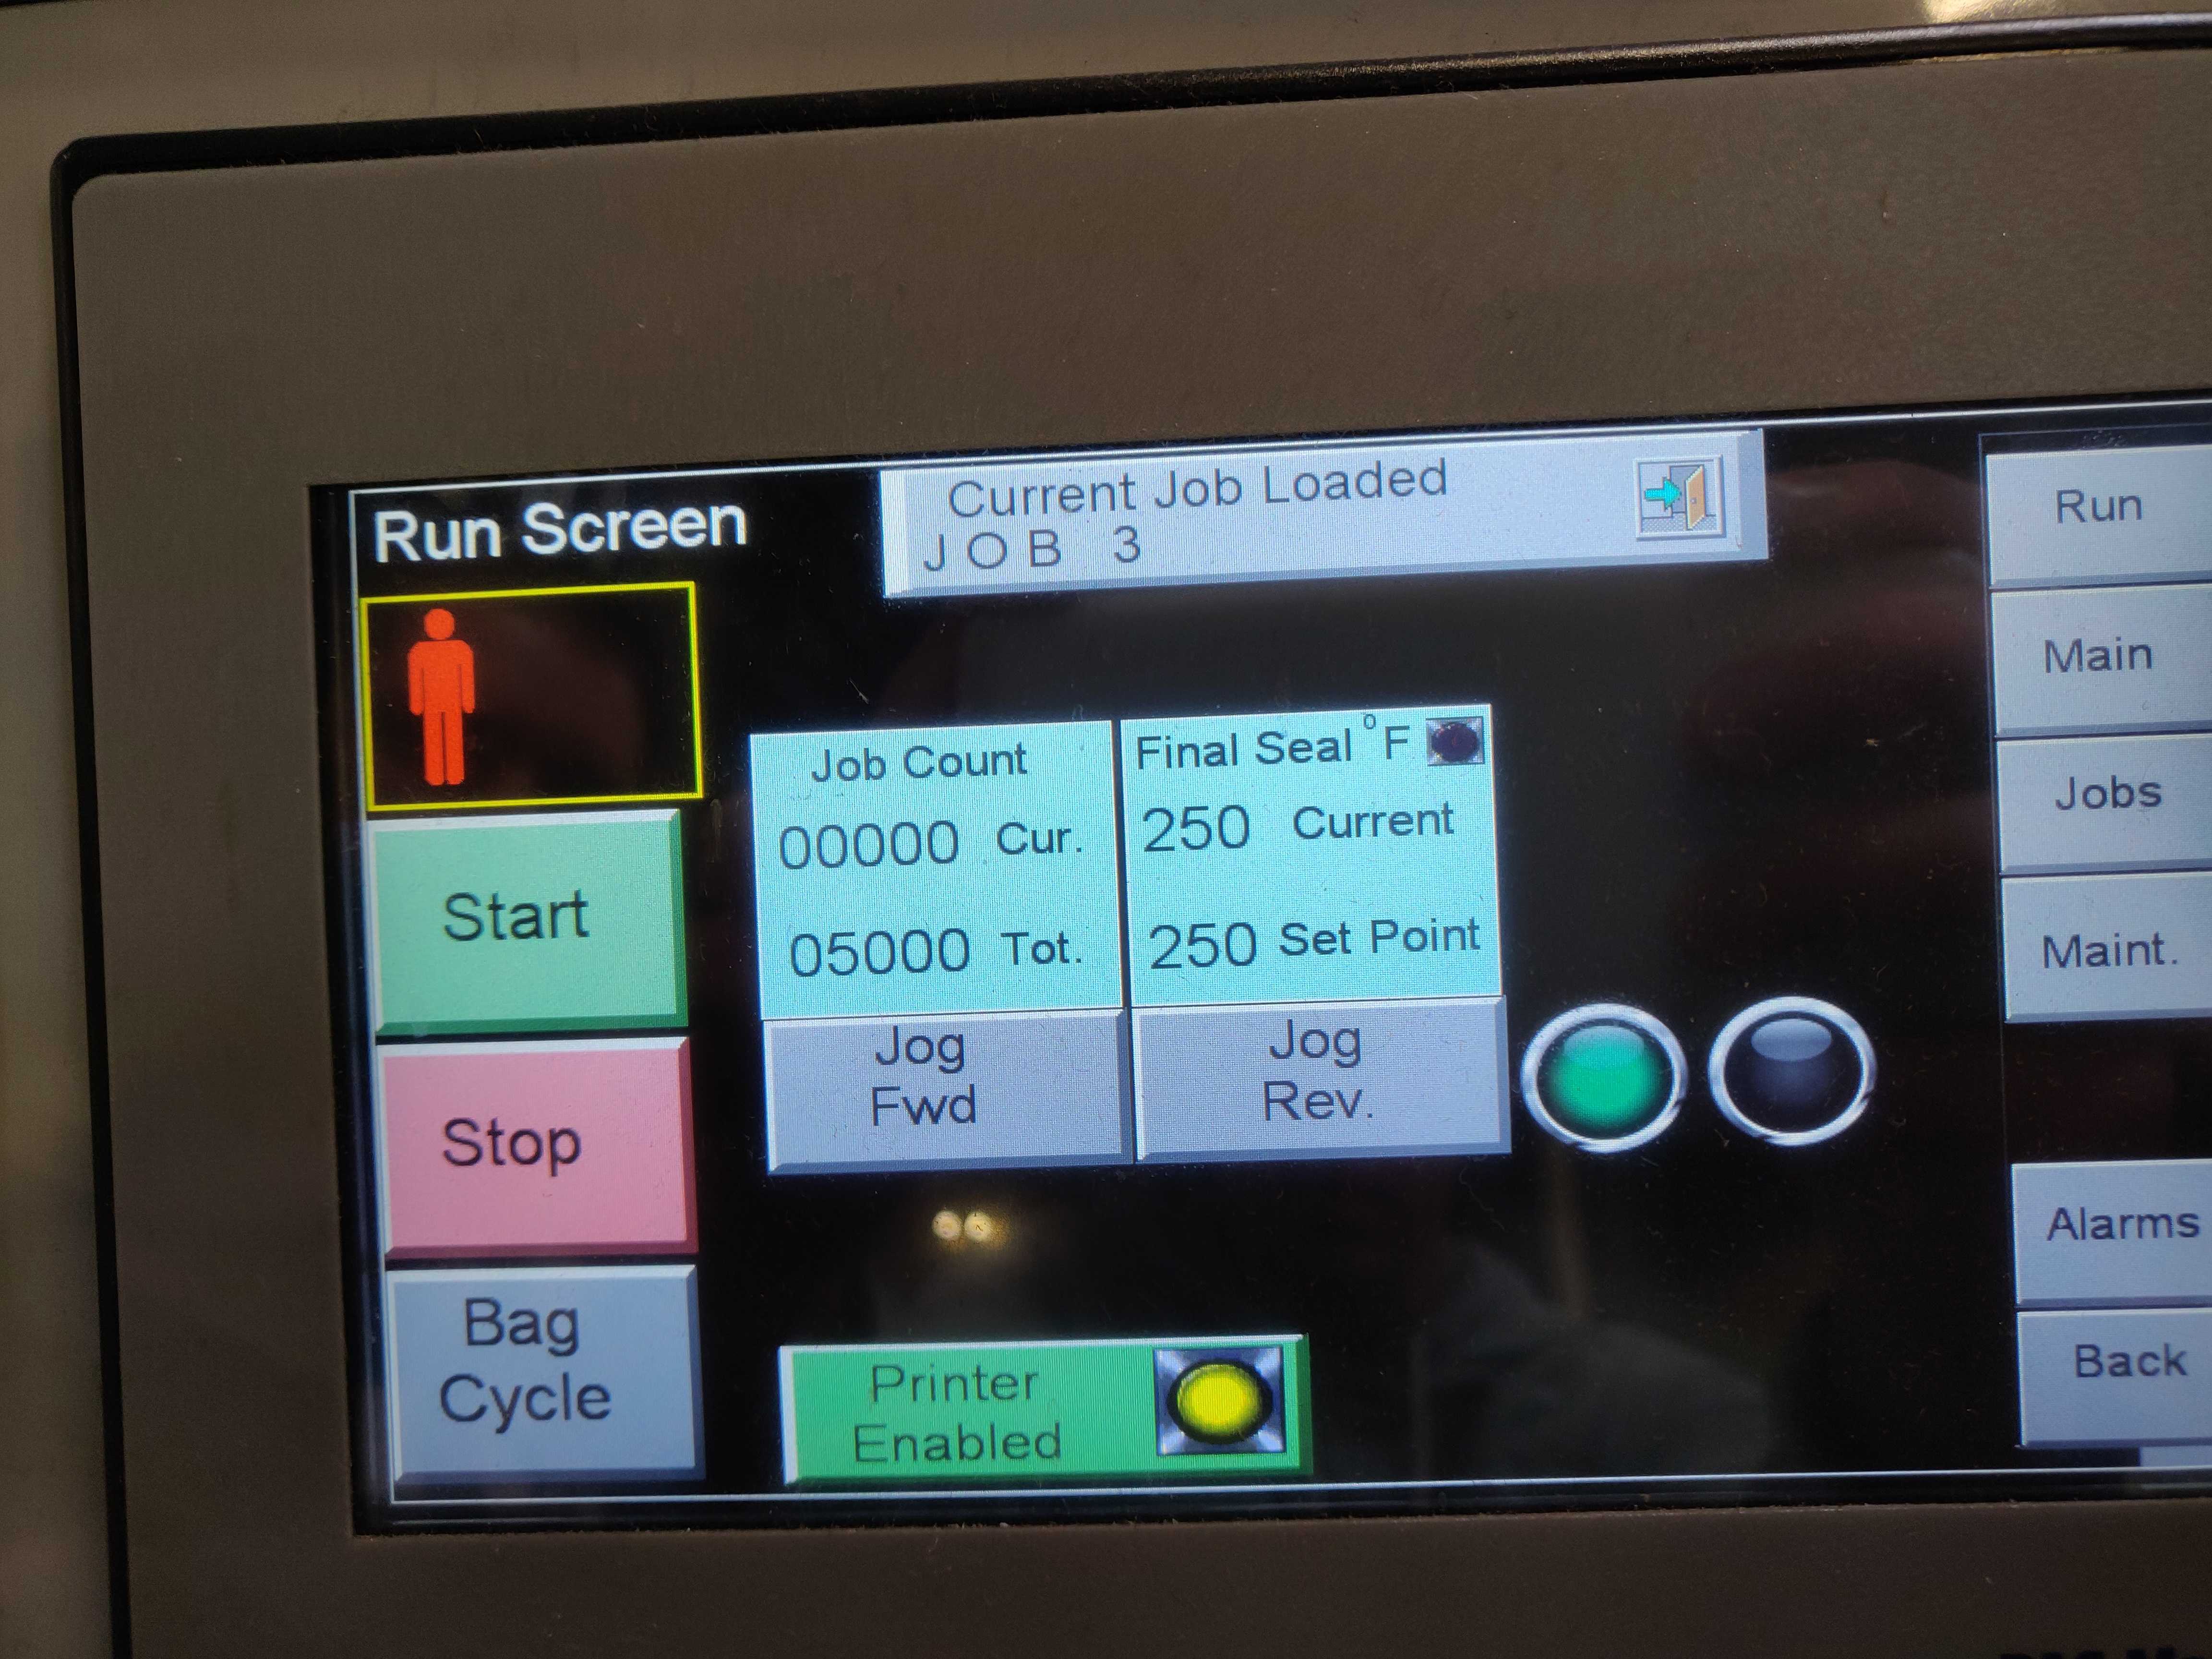 Run Screen
Current Job Loaded
JOB 3
Run
Main
Jobs
Maint.
Alarms
Back
Start
Stop
Bag
Cycle
Job Count
00000 Cur.
05000 Tot.
Final Seal °F
250 Current
250 Set Point
Jog
Fwd
Jog
Rev.
Printer
Enabled